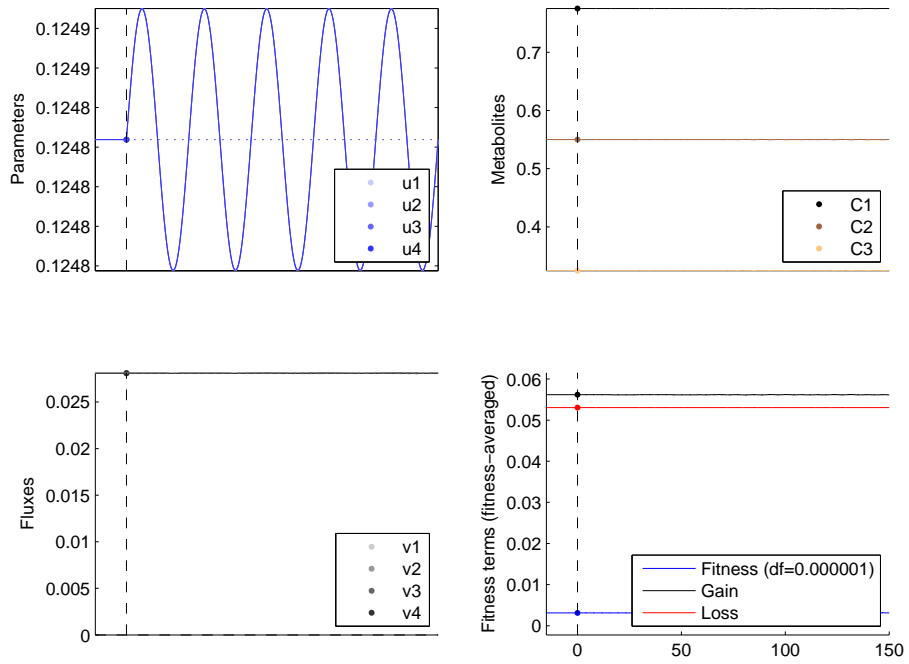 0.1249
0.1249
0.1248
0.1248
0.1248
0.1248
0.1248
Parameters
u1
u2
u3
u4
0.7
0.6
0.5
0.4
Metabolites
C1
C2
C3
0.025
0.02
0.015
0.01
0.005
0
Fluxes
v1
v2
v3
v4
0.06
0.05
0.04
0.03
0.02
0.01
0
Fitness terms (fitness−averaged)
Fitness (df=0.000001)
Gain
Loss
0
50
100
150